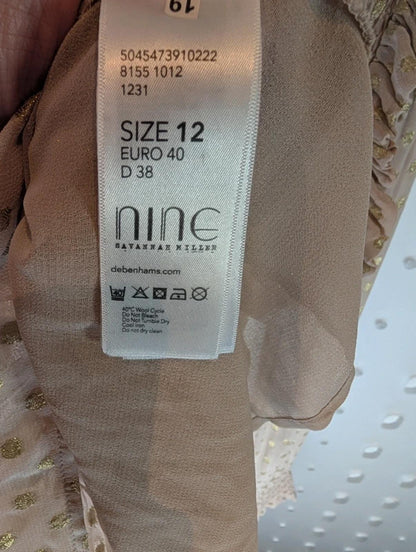 19
5045473910222
8155 1012
1231
SIZE 12
EURO 40
D 38
NINE
SAVANNAH MILLER
debenhams.com
40°C Wool Cycle
Do Not Bleach
Do Not Tumble Dry
Cool Iron
Do not dry clean